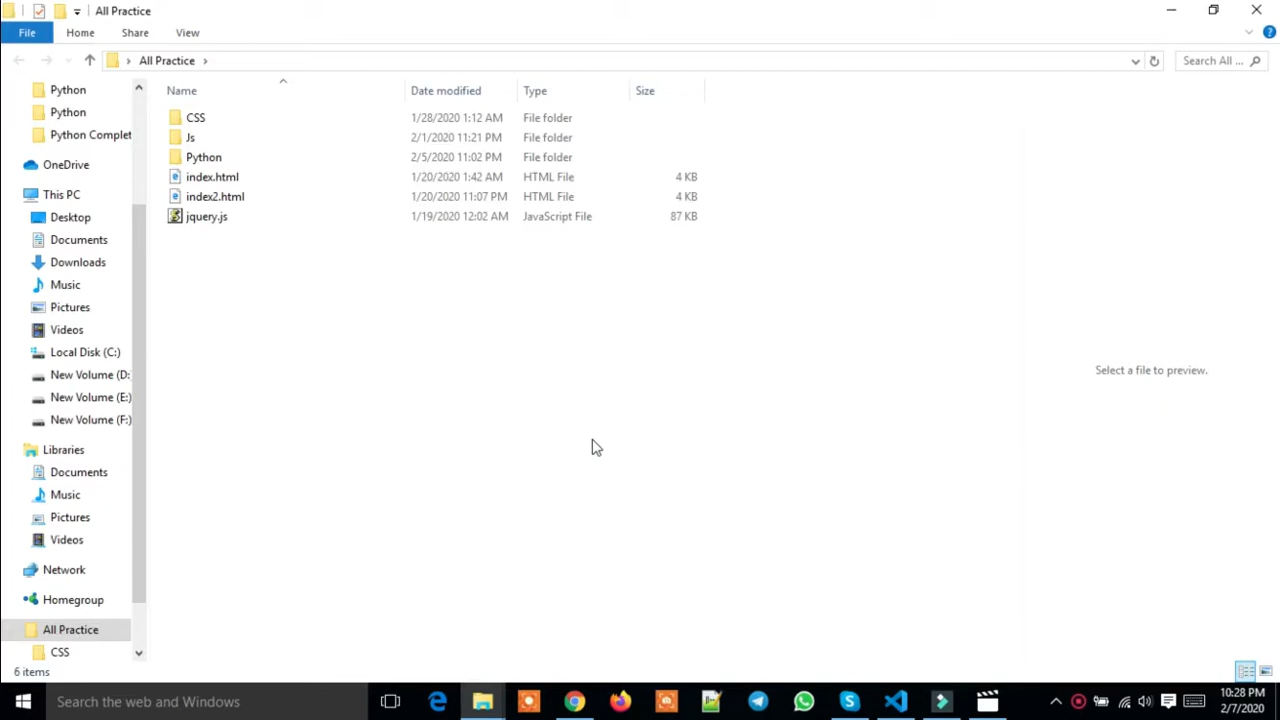 All Practice
File Home Share View
All Practice
Search All ...
Name Date modified Type Size
CSS 1/28/2020 1:12 AM File folder
Js 2/1/2020 11:21 PM File folder
Python 2/5/2020 11:02 PM File folder
index.html 1/20/2020 1:42 AM HTML File 4 KB
index2.html 1/20/2020 11:07 PM HTML File 4 KB
jquery.js 1/19/2020 12:02 AM JavaScript File 87 KB
Python
Python
Python Complet
OneDrive
This PC
Desktop
Documents
Downloads
Music
Pictures
Videos
Local Disk (C:)
New Volume (D:
New Volume (E:)
New Volume (F:)
Libraries
Documents
Music
Pictures
Videos
Network
Homegroup
All Practice
CSS
Select a file to preview.
6 items
Search the web and Windows
10:28 PM
2/7/2020